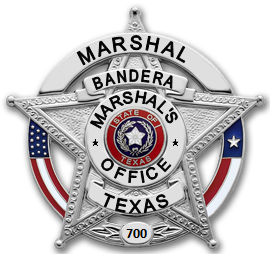 MARSHAL
BANDERA
MARSHAL'S
STATE OF
TEXAS
OFFICE
TEXAS
700